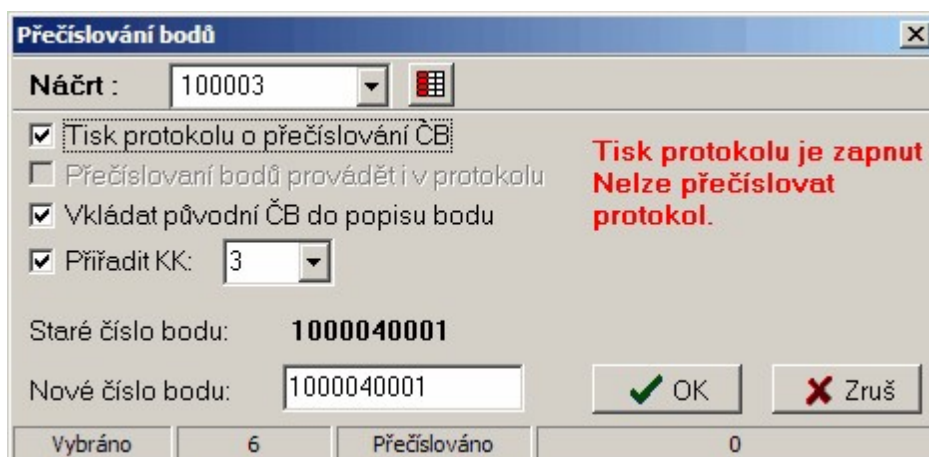 Přečíslování bodů
Náčrt : 100003
Tisk protokolu o přečíslování ČB
Přečíslovaní bodů provádět i v protokolu
Vkládat původní ČB do popisu bodu
Přiřadit KK: 3
Tisk protokolu je zapnut
Nelze přečíslovat
protokol.
Staré číslo bodu: 1000040001
Nové číslo bodu: 1000040001
OK Zruš
Vybráno 6 Přečíslováno 0